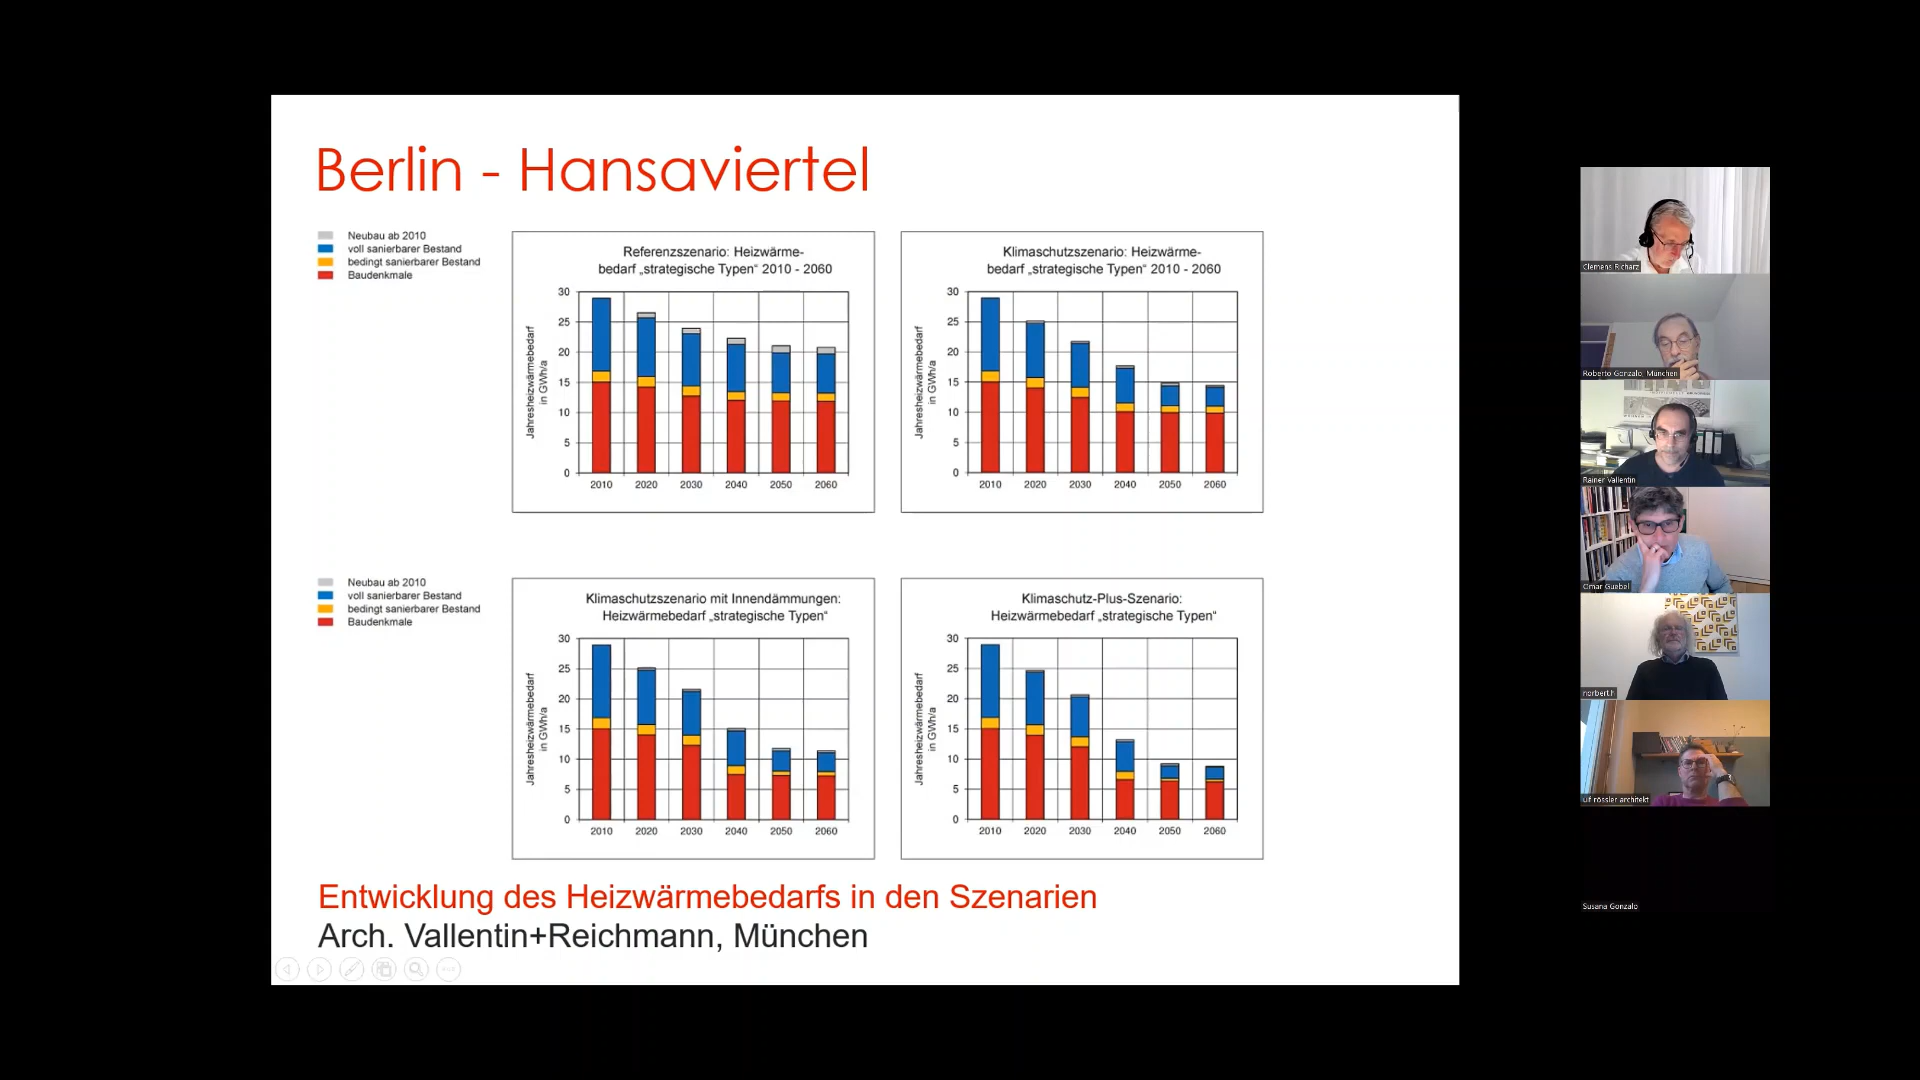 Berlin - Hansaviertel
Neubau ab 2010
voll sanierbarer Bestand
bedingt sanierbarer Bestand
Baudenkmale
Referenzszenario: Heizwärme-
bedarf „strategische Typen“ 2010 - 2060
Jahresheizwärmebedarf
in GWh/a
30
25
20
15
10
5
0
2010 2020 2030 2040 2050 2060
Klimaschutzszenario: Heizwärme-
bedarf „strategische Typen“ 2010 - 2060
Jahresheizwärmebedarf
in GWh/a
30
25
20
15
10
5
0
2010 2020 2030 2040 2050 2060
Neubau ab 2010
voll sanierbarer Bestand
bedingt sanierbarer Bestand
Baudenkmale
Klimaschutzszenario mit Innendämmungen:
Heizwärmebedarf „strategische Typen“
Jahresheizwärmebedarf
in GWh/a
30
25
20
15
10
5
0
2010 2020 2030 2040 2050 2060
Klimaschutz-Plus-Szenario:
Heizwärmebedarf „strategische Typen“
Jahresheizwärmebedarf
in GWh/a
30
25
20
15
10
5
0
2010 2020 2030 2040 2050 2060
Entwicklung des Heizwärmebedarfs in den Szenarien
Arch. Vallentin+Reichmann, München
Clemens Richarz
Roberto Gonzalo, München
Rainer Vallentin
Omar Guebel
norbert.h
ulf rössler architekt
Susana Gonzalo